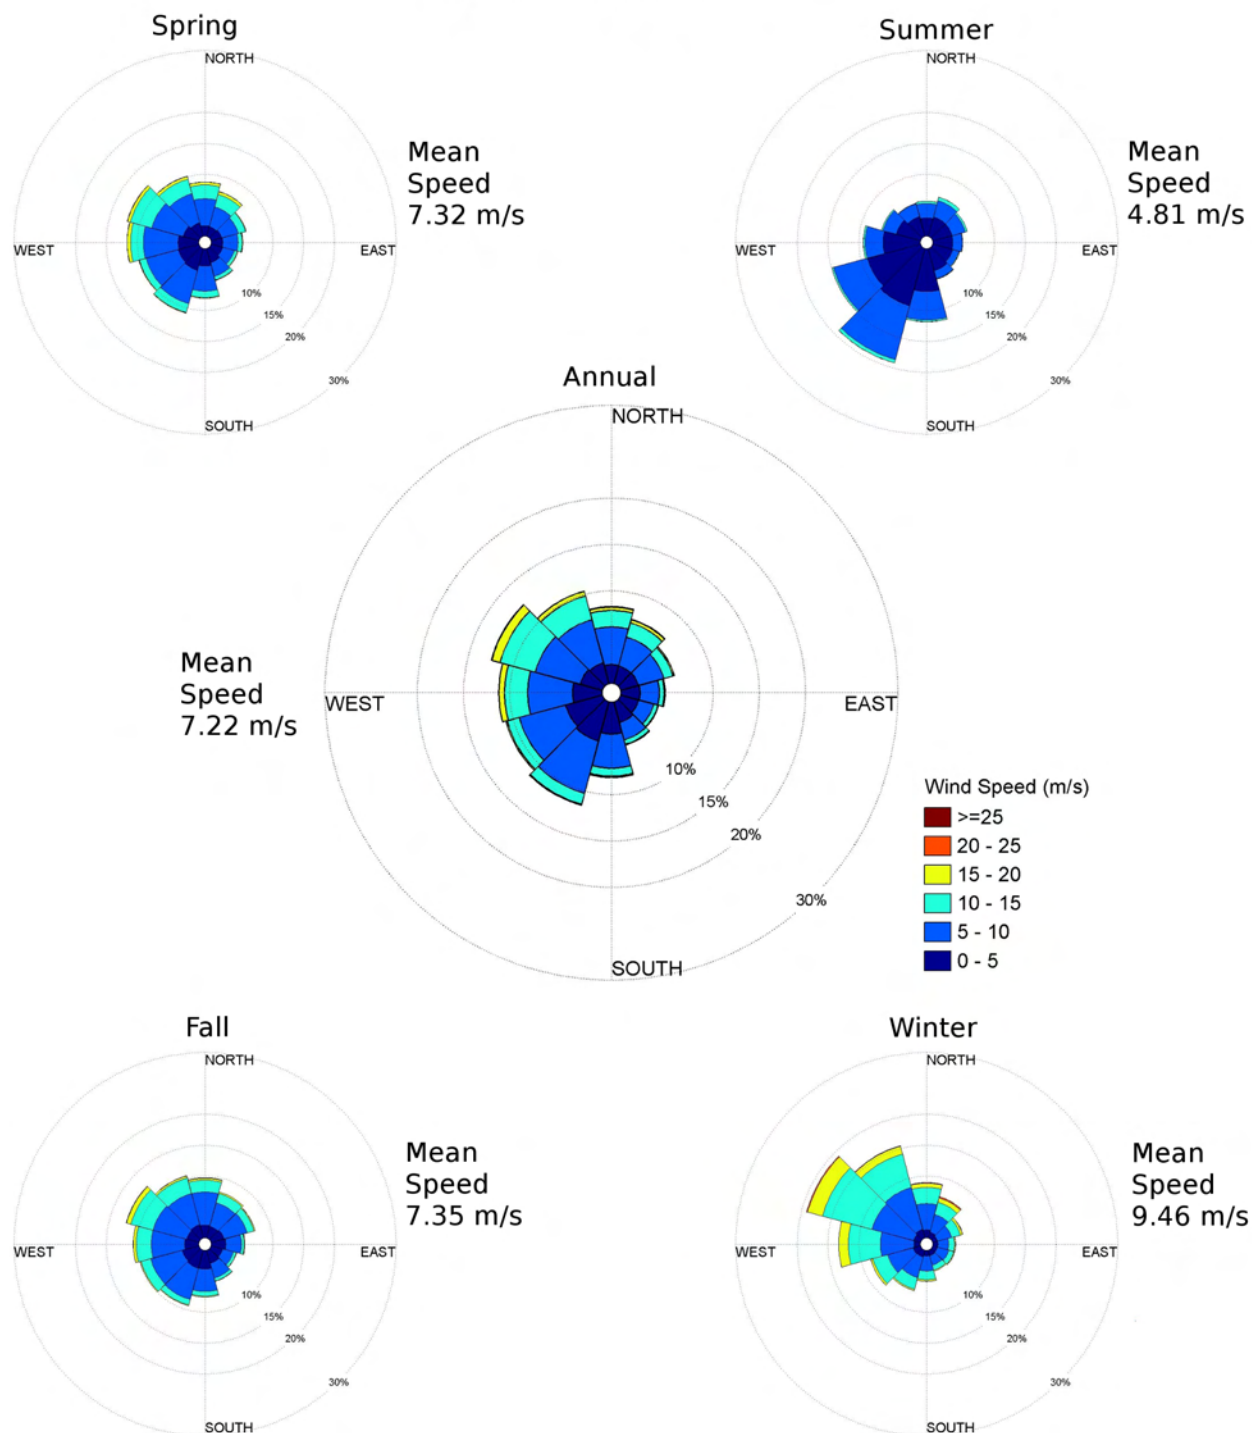 Spring
NORTH
Mean
Speed
7.32 m/s
WEST
EAST
10%
15%
20%
30%
SOUTH
Summer
NORTH
Mean
Speed
4.81 m/s
WEST
EAST
10%
15%
20%
30%
SOUTH
Annual
NORTH
Mean
Speed
7.22 m/s
WEST
EAST
10%
15%
20%
30%
SOUTH
Wind Speed (m/s)
>=25
20 - 25
15 - 20
10 - 15
5 - 10
0 - 5
Fall
NORTH
Mean
Speed
7.35 m/s
WEST
EAST
10%
15%
20%
30%
SOUTH
Winter
NORTH
Mean
Speed
9.46 m/s
WEST
EAST
10%
15%
20%
30%
SOUTH